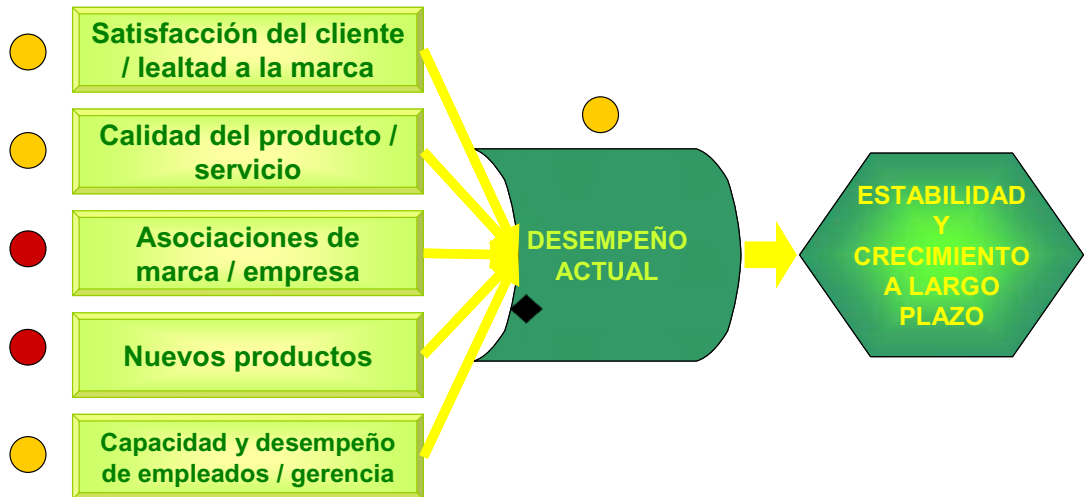 Satisfacción del cliente
/ lealtad a la marca
Calidad del producto /
servicio
Asociaciones de
marca / empresa
Nuevos productos
Capacidad y desempeño
de empleados / gerencia
DESEMPEÑO
ACTUAL
ESTABILIDAD
Y
CRECIMIENTO
A LARGO
PLAZO